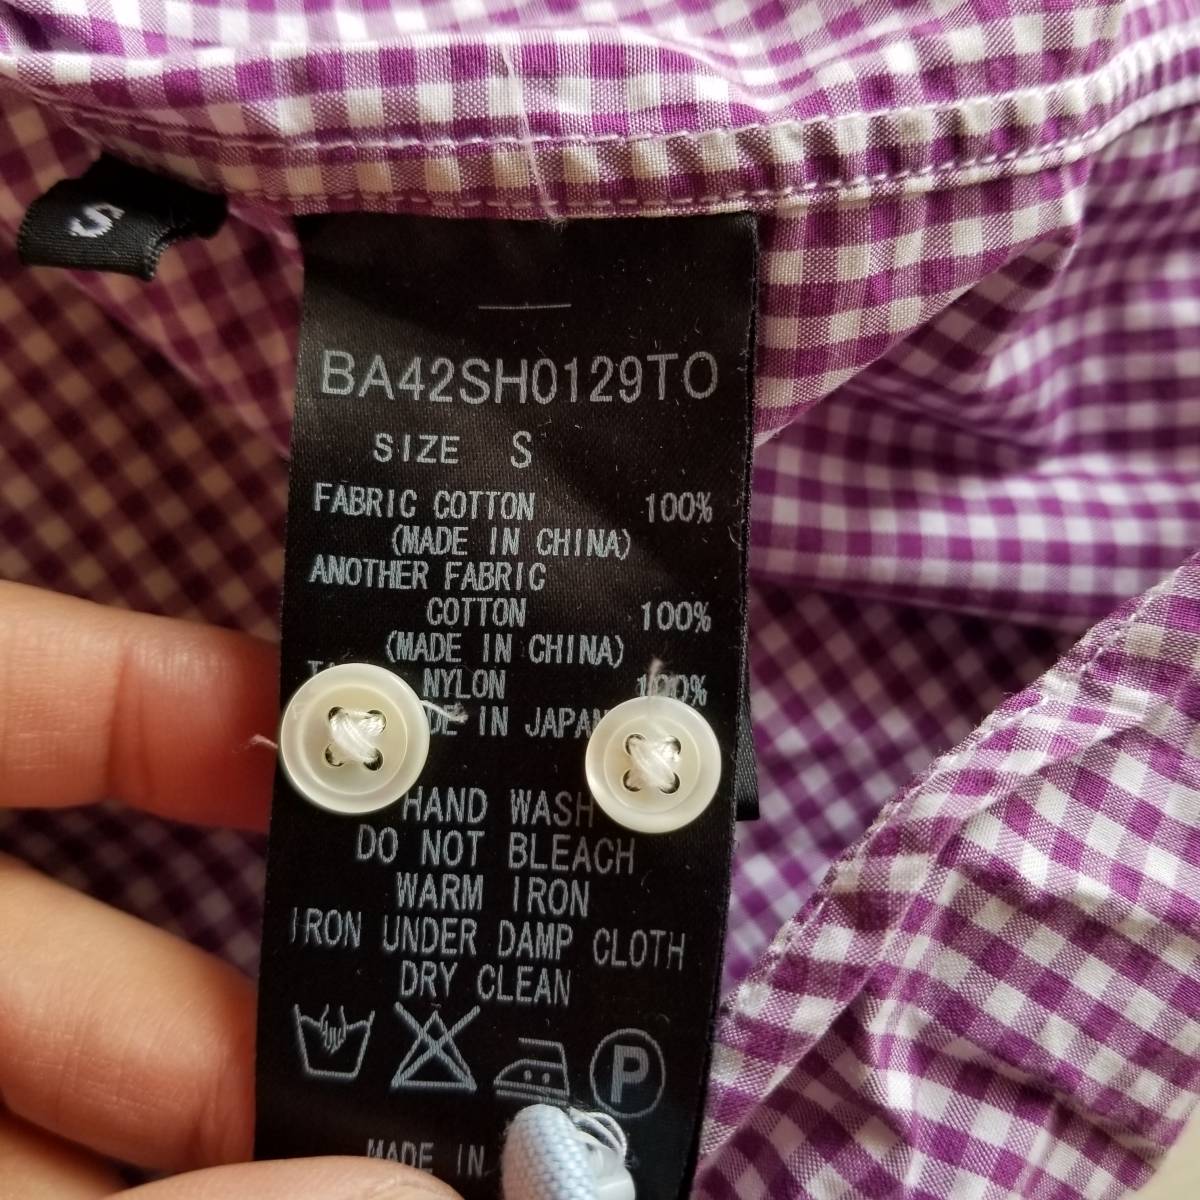 S
BA42SH0129TO
SIZE S
FABRIC COTTON 100%
(MADE IN CHINA)
ANOTHER FABRIC
COTTON 100%
(MADE IN CHINA)
NYLON 100%
IN JAPAN
HAND WASH
DO NOT BLEACH
WARM IRON
IRON UNDER DAMP CLOTH
DRY CLEAN
P
MADE IN